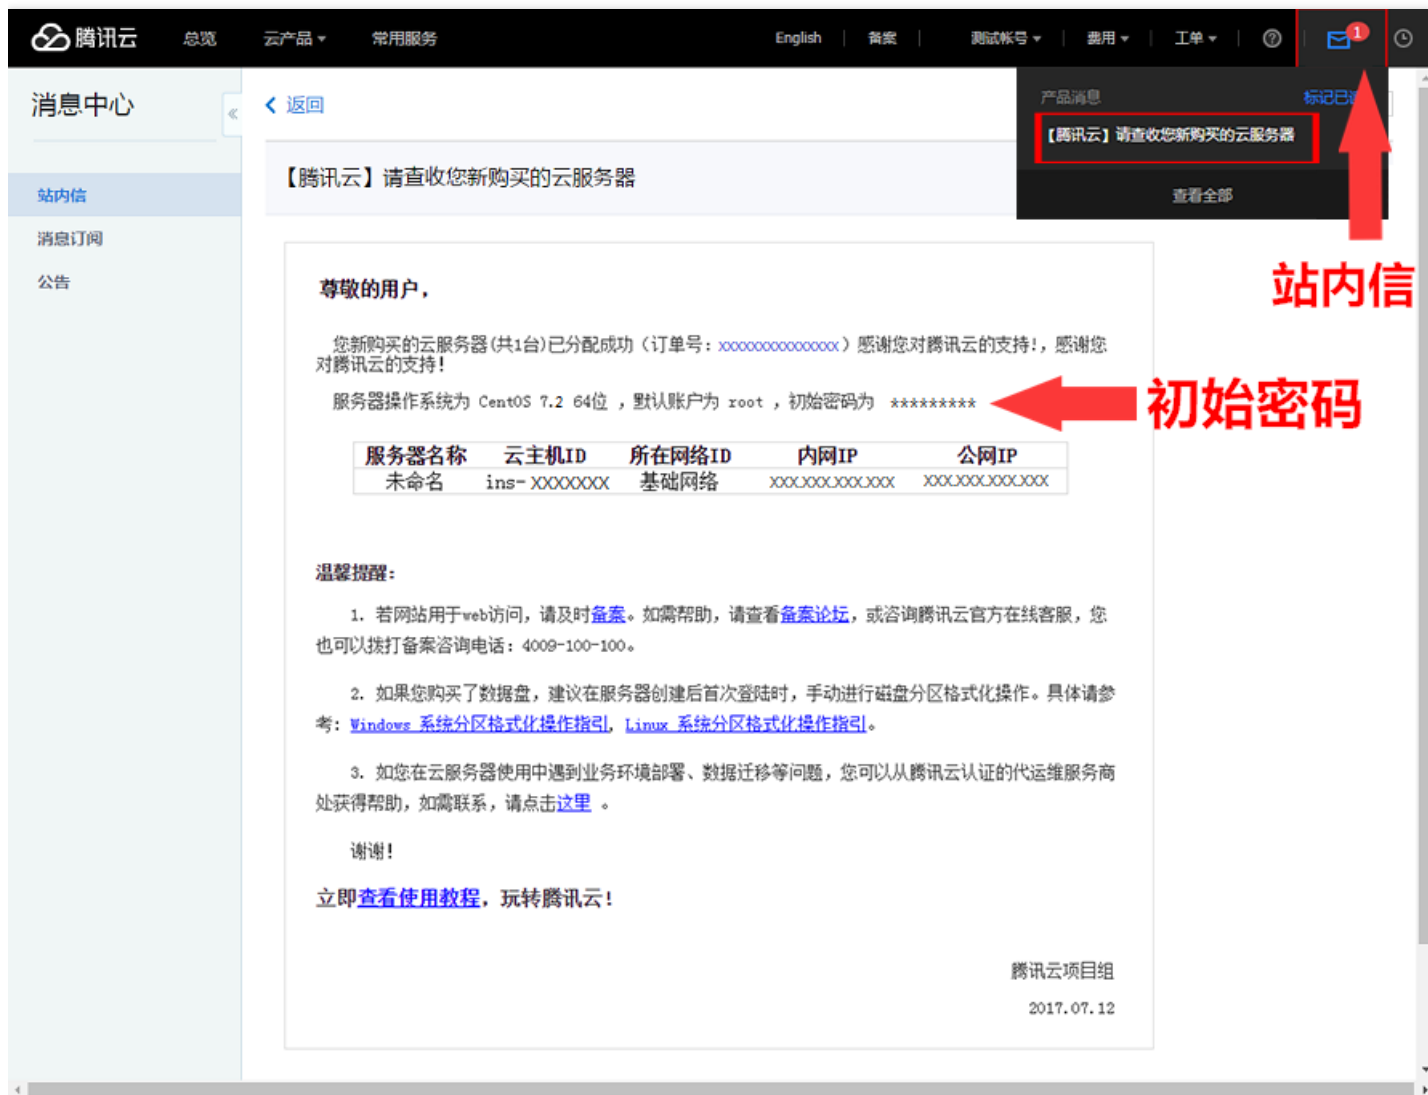 腾讯云 总览 云产品 常用服务 English 备案 测试帐号 费用 工单 1
消息中心
返回
产品消息 标记已
【腾讯云】请查收您新购买的云服务器
查看全部
【腾讯云】请查收您新购买的云服务器
站内信
消息订阅
公告
站内信
尊敬的用户，
您新购买的云服务器(共1台)已分配成功（订单号：xxxxxxxxxxxxxxx）感谢您对腾讯云的支持!，感谢您
对腾讯云的支持!
服务器操作系统为 CentOS 7.2 64位 ，默认账户为 root ，初始密码为 *********
初始密码
服务器名称 云主机ID 所在网络ID 内网IP 公网IP
未命名 ins-XXXXXXX 基础网络 XXX.XXX.XXX.XXX XXX.XXX.XXX.XXX
温馨提醒：
1. 若网站用于web访问，请及时备案。如需帮助，请查看备案论坛，或咨询腾讯云官方在线客服，您
也可以拨打备案咨询电话：4009-100-100。
2. 如果您购买了数据盘，建议在服务器创建后首次登陆时，手动进行磁盘分区格式化操作。具体请参
考：Windows 系统分区格式化操作指引, Linux 系统分区格式化操作指引。
3. 如您在云服务器使用中遇到业务环境部署、数据迁移等问题，您可以从腾讯云认证的代运维服务商
处获得帮助，如需联系，请点击这里 。
谢谢!
立即查看使用教程，玩转腾讯云!
腾讯云项目组
2017.07.12